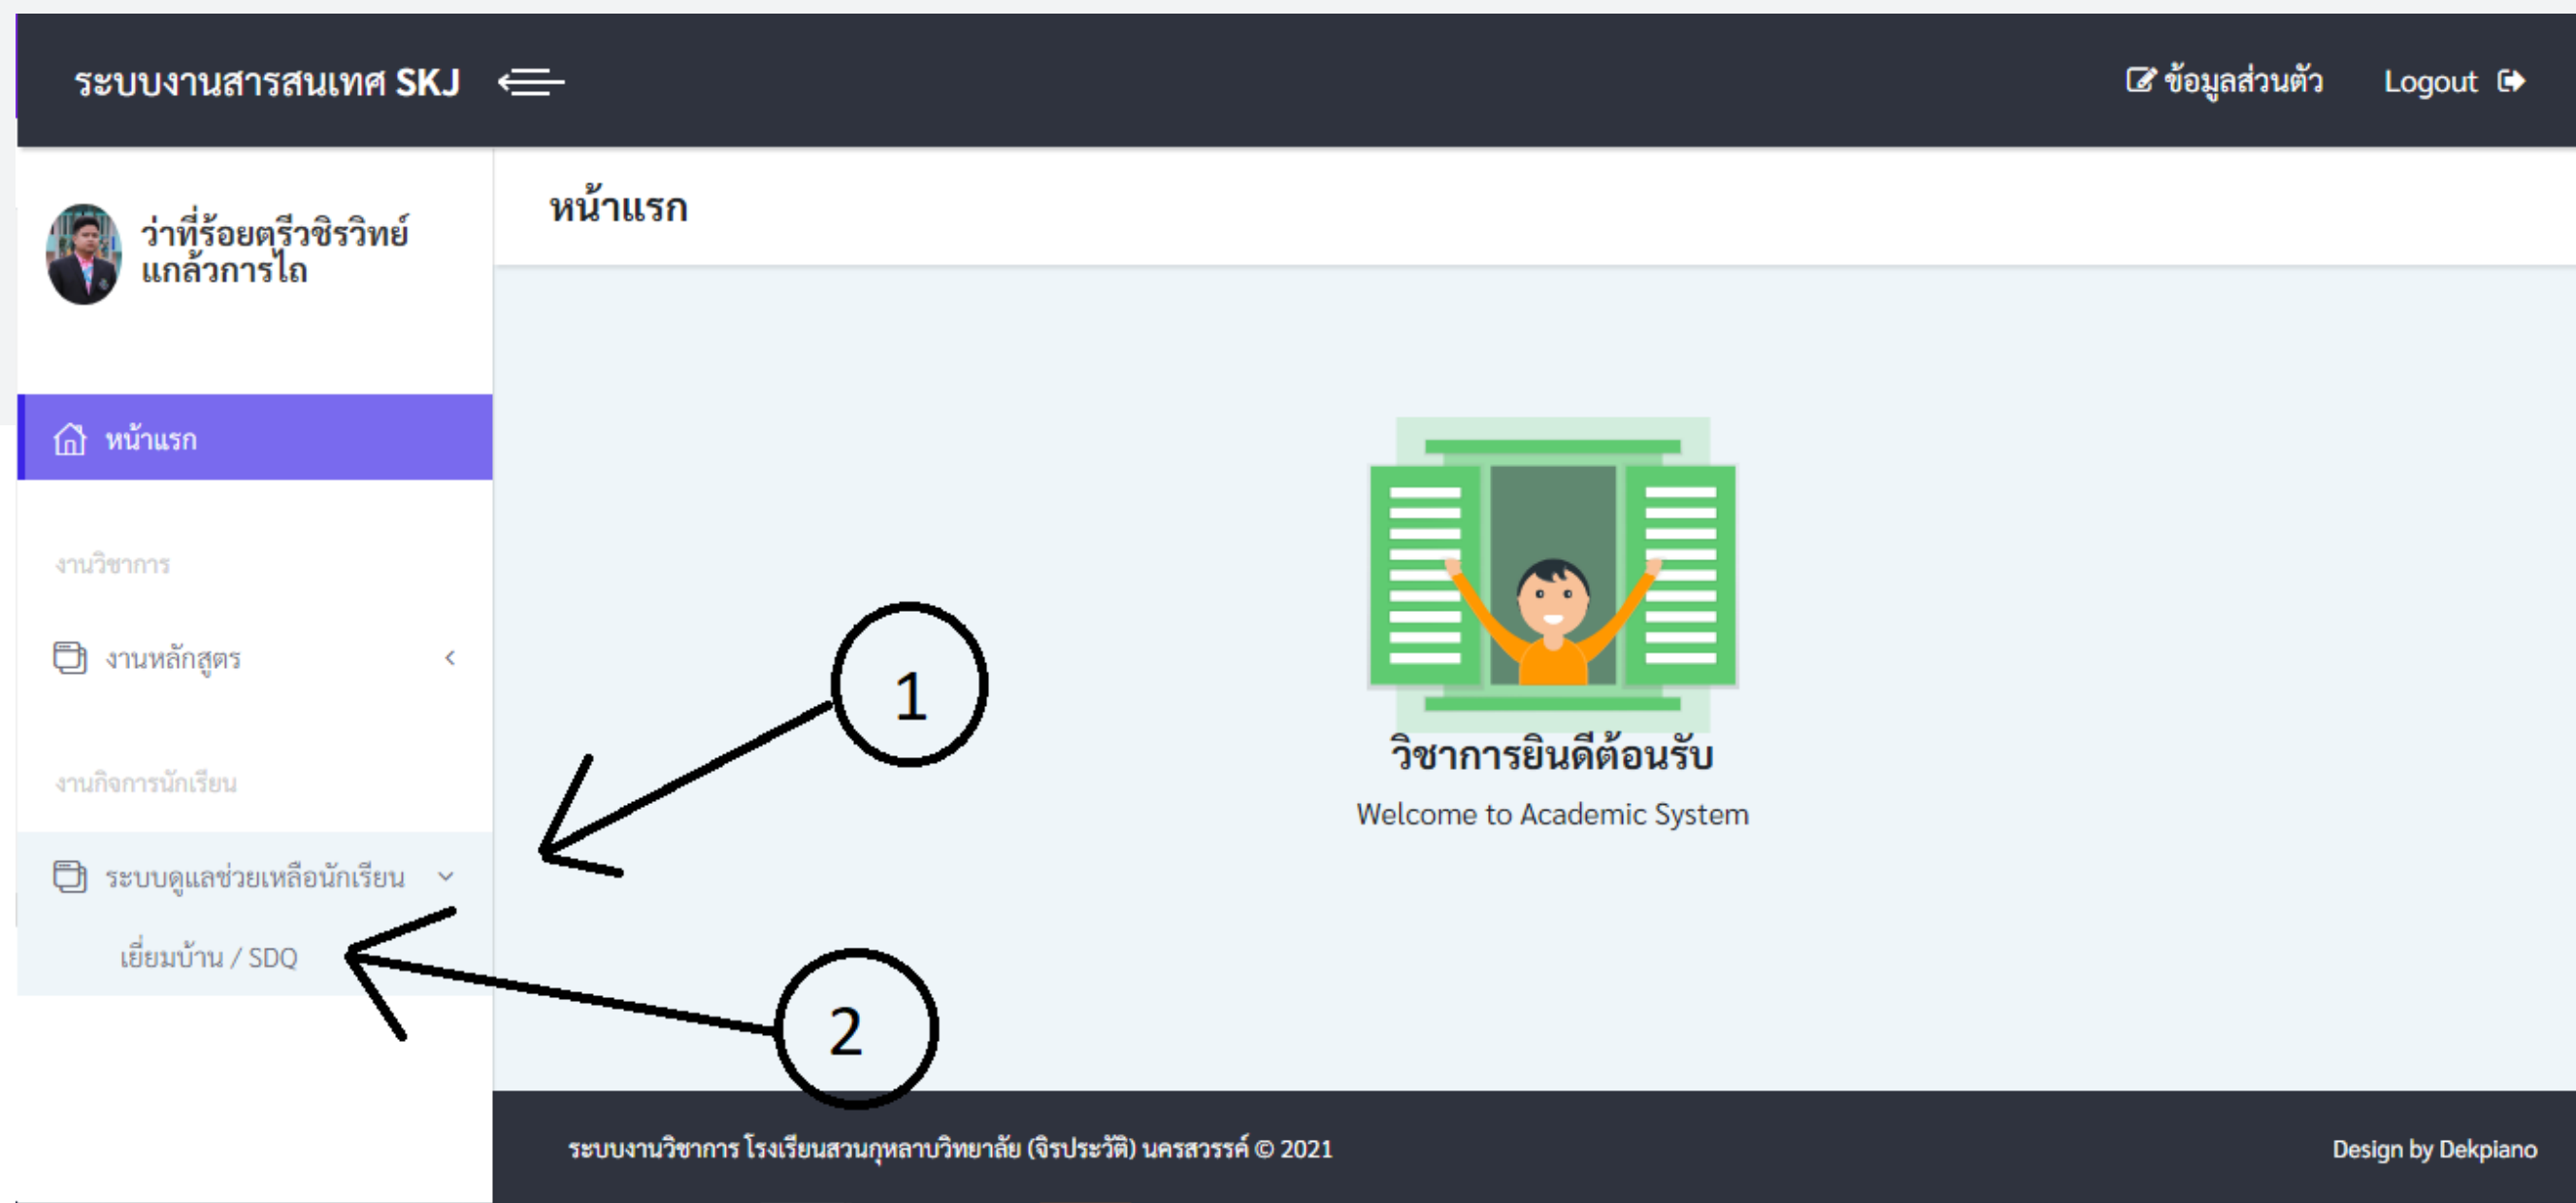 ระบบงานสารสนเทศ SKJ
ข้อมูลส่วนตัว
Logout
ว่าที่ร้อยตรีวชิรวิทย์
แกล้วการไถ
หน้าแรก
หน้าแรก
งานวิชาการ
งานหลักสูตร
งานกิจการนักเรียน
ระบบดูแลช่วยเหลือนักเรียน
เยี่ยมบ้าน / SDQ
1
2
วิชาการยินดีต้อนรับ
Welcome to Academic System
ระบบงานวิชาการ โรงเรียนสวนกุหลาบวิทยาลัย (จิรประวัติ) นครสวรรค์ © 2021
Design by Dekpiano